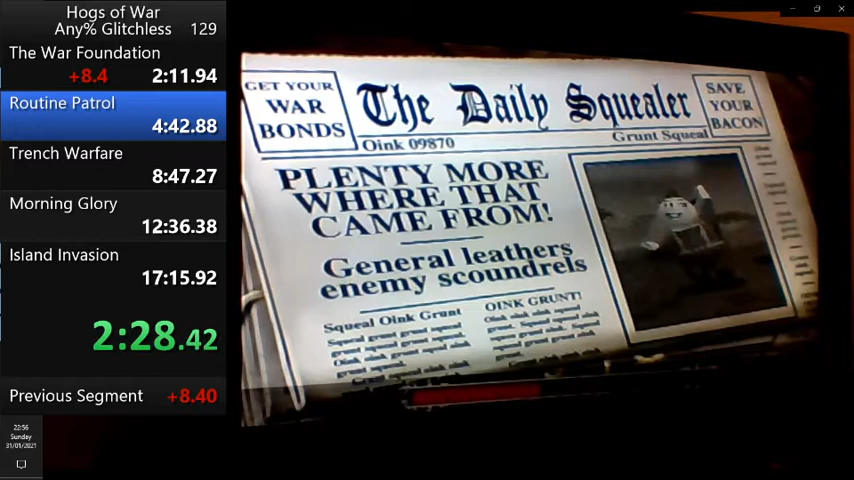 Hogs of War
Any% Glitchless 129
The War Foundation
+8.4 2:11.94
Routine Patrol
4:42.88
Trench Warfare
8:47.27
Morning Glory
12:36.38
Island Invasion
17:15.92
2:28.42
Previous Segment +8.40
22:56
Sunday
31/01/2021
GET YOUR
WAR
BONDS
The Daily Squealer
SAVE
YOUR
BACON
Oink 09870
Grunt Squeal
PLENTY MORE
WHERE THAT
CAME FROM!
General leathers
enemy scoundrels
Squeal Oink Grunt
OINK GRUNT!